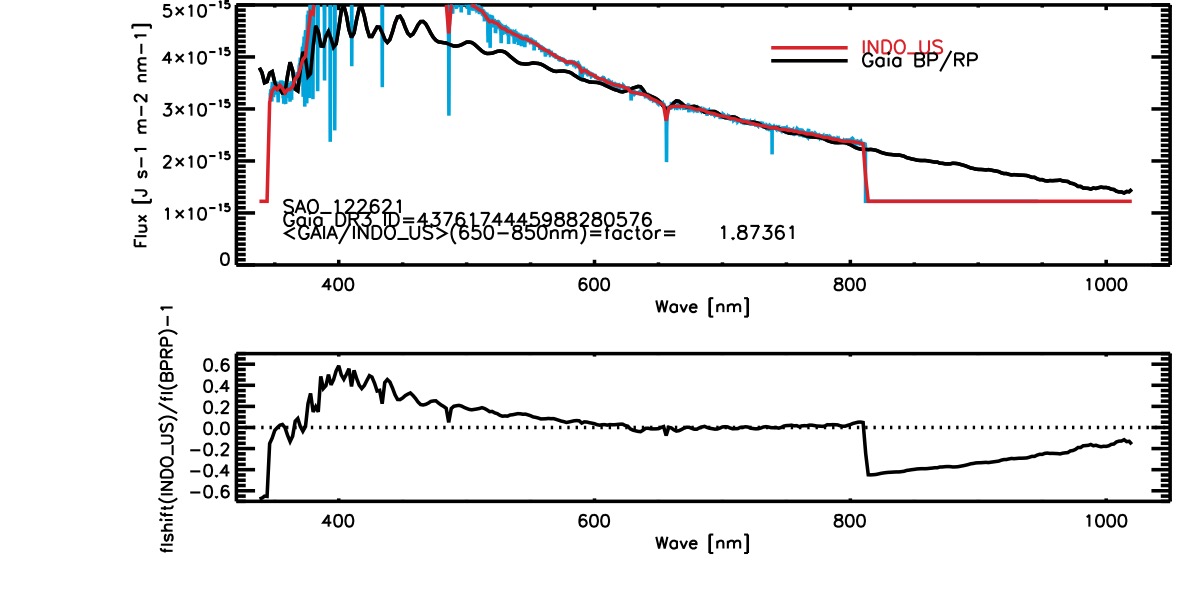 5×10⁻¹⁵
4×10⁻¹⁵
3×10⁻¹⁵
2×10⁻¹⁵
1×10⁻¹⁵
0
Flux [J s−1 m−2 nm−1]
INDO_US
Gaia BP/RP
SAO_122621
Gaia DR3 ID=4376174445988280576
<GAIA/INDO_US>(650−850nm)=factor= 1.87361
400 600 800 1000
Wave [nm]
flshift(INDO_US)/fl(BPRP)−1
0.6
0.4
0.2
0.0
−0.2
−0.4
−0.6
400 600 800 1000
Wave [nm]